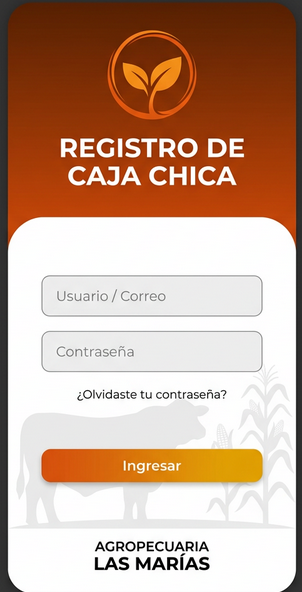 REGISTRO DE
CAJA CHICA
Usuario / Correo
Contraseña
¿Olvidaste tu contraseña?
Ingresar
AGROPECUARIA
LAS MARÍAS